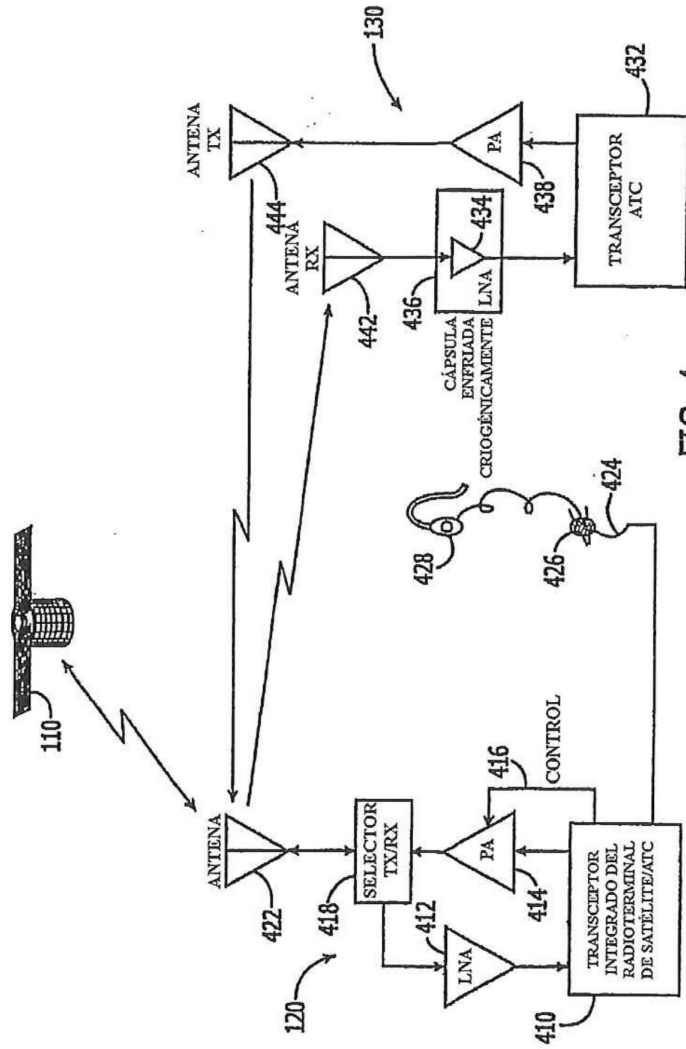 110
ANTENA
422
120
SELECTOR
TX/RX
418
412
LNA
PA
414
416
CONTROL
TRANSCEPTOR
INTEGRADO DEL
RADIOTERMINAL
DE SATÉLITE/ATC
410
428
426
424
ANTENA
TX
444
130
ANTENA
RX
442
CÁPSULA
ENFRIADA
CRIOGÉNICAMENTE
436
434
LNA
PA
438
TRANSCEPTOR
ATC
432
FIG. 4